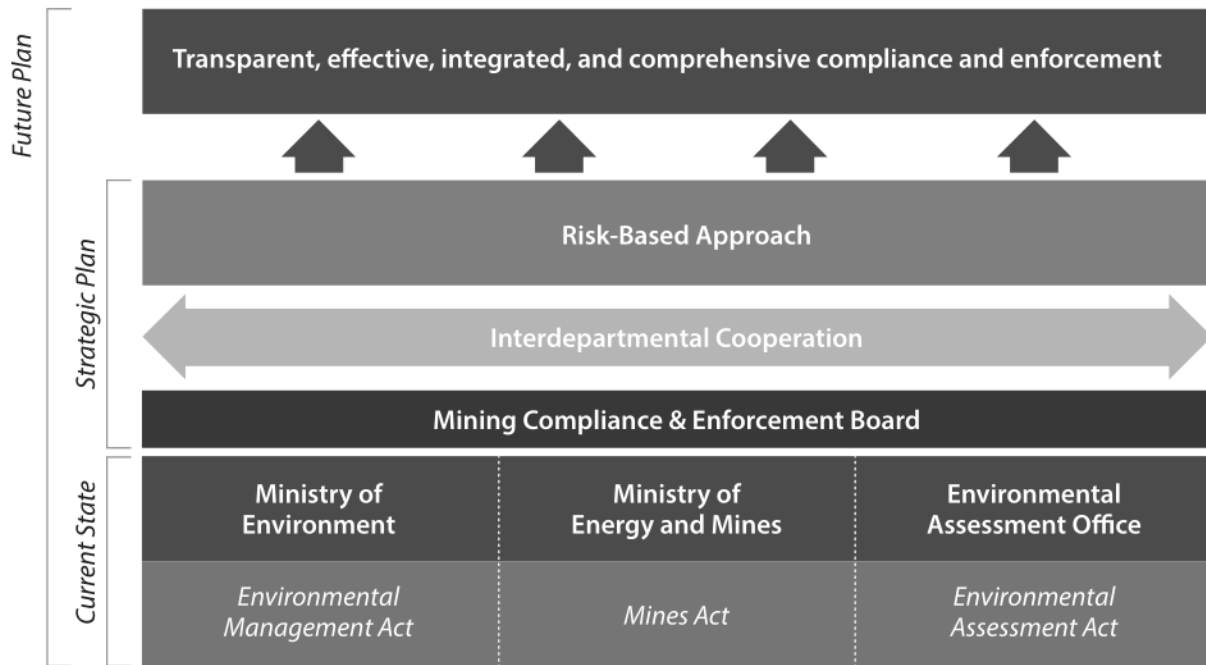 Future Plan
Transparent, effective, integrated, and comprehensive compliance and enforcement
Strategic Plan
Risk-Based Approach
Interdepartmental Cooperation
Mining Compliance & Enforcement Board
Current State
Ministry of
Environment
Ministry of
Energy and Mines
Environmental
Assessment Office
Environmental
Management Act
Mines Act
Environmental
Assessment Act